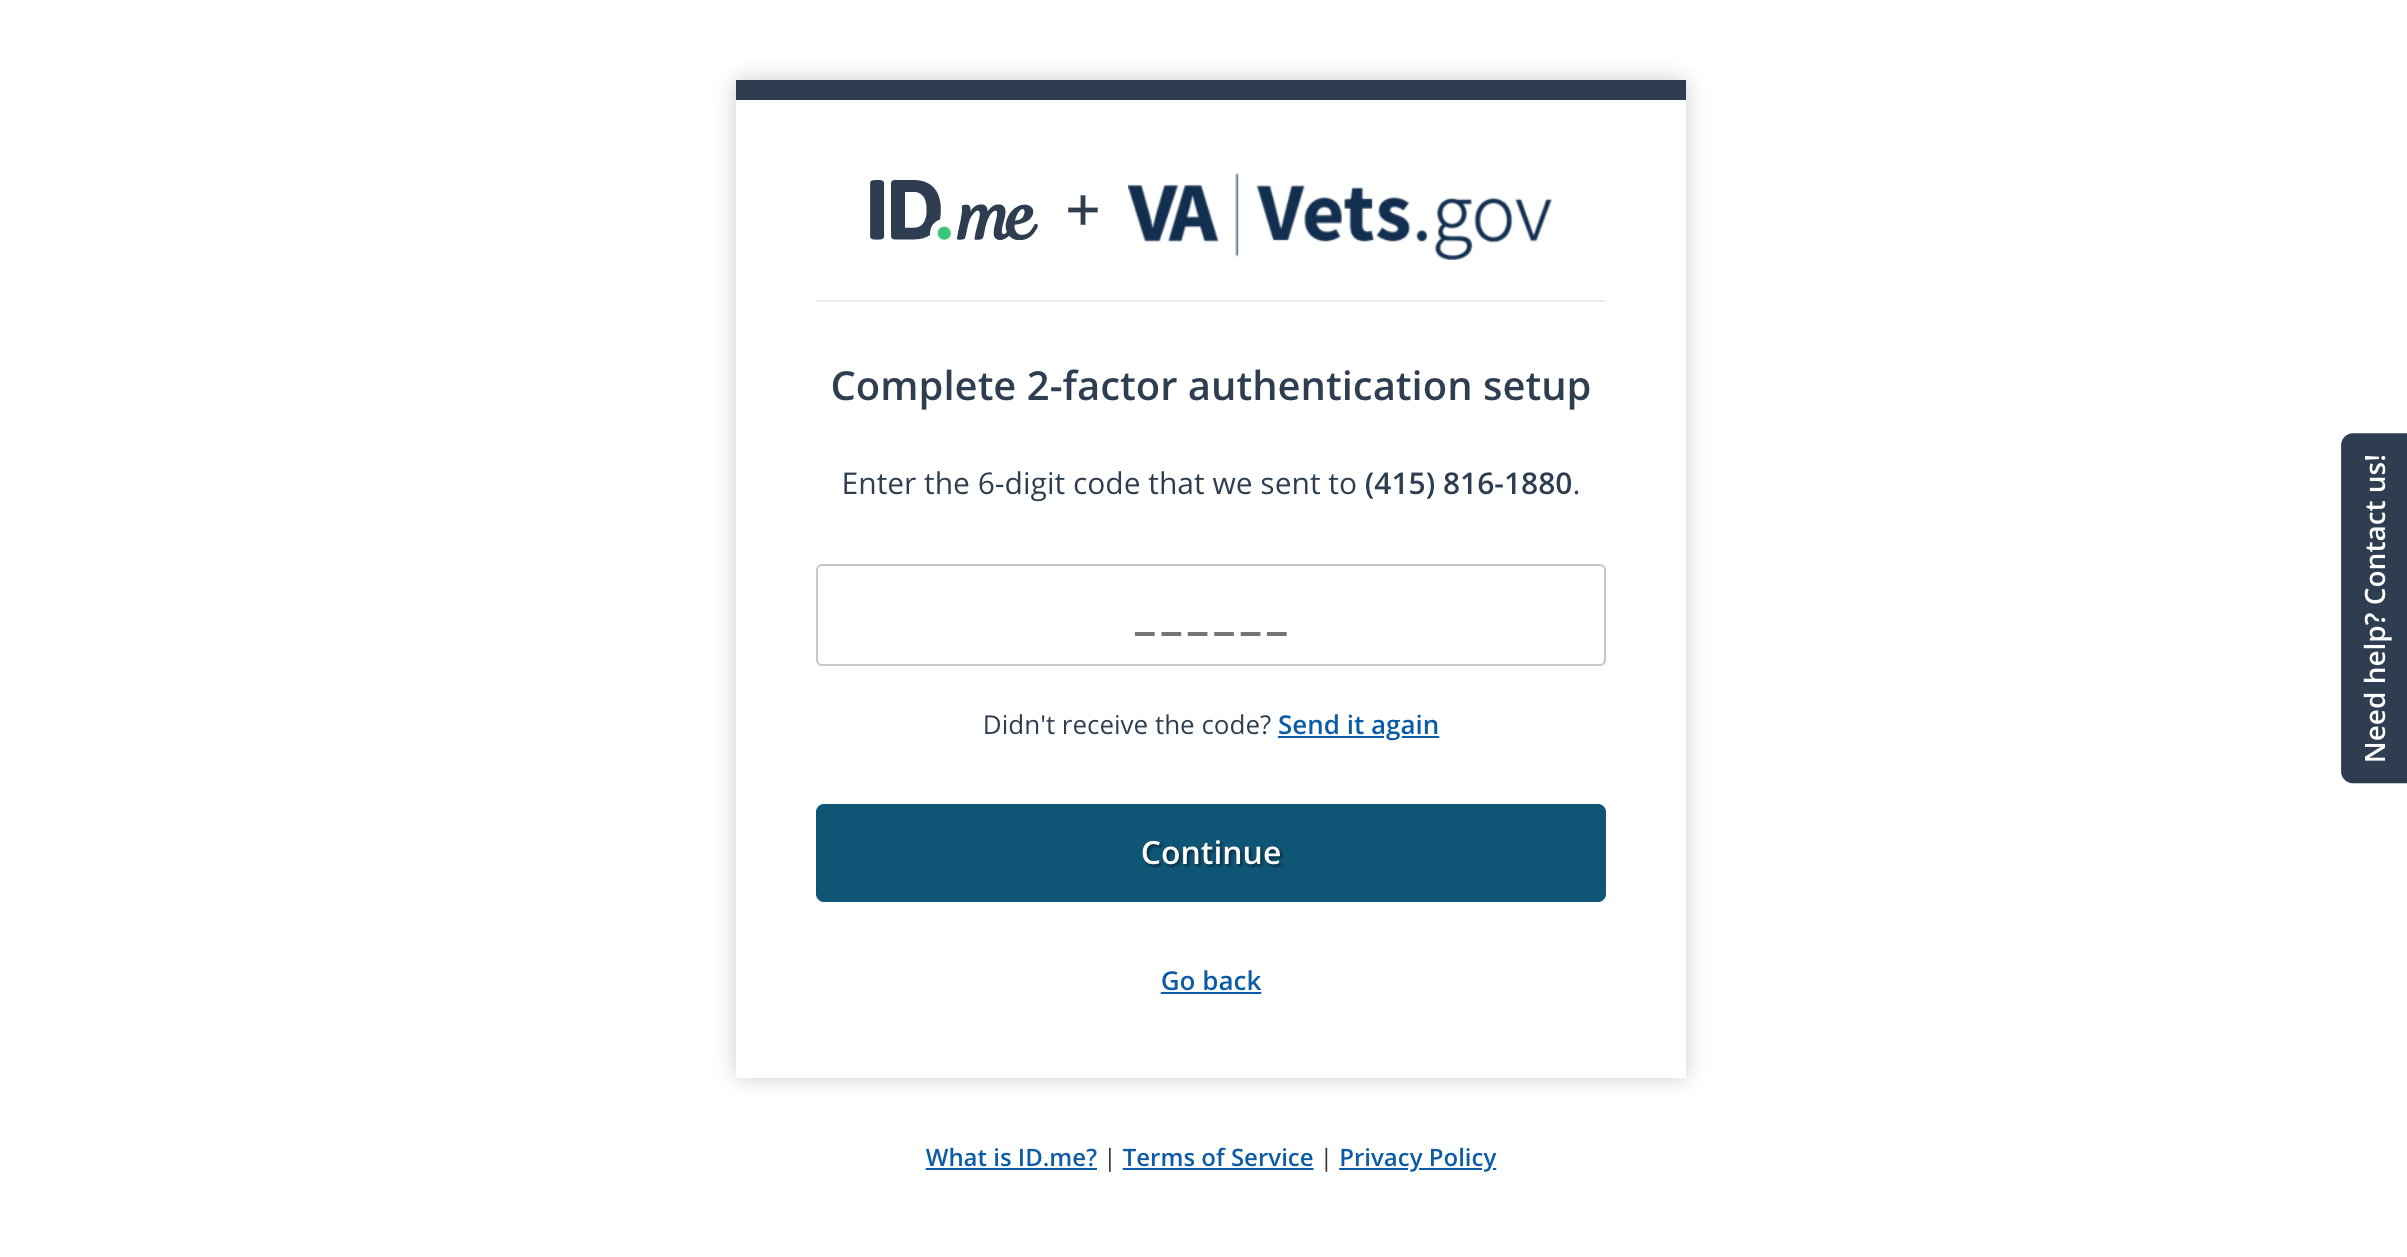 ID.me + VA | Vets.gov
Complete 2-factor authentication setup
Enter the 6-digit code that we sent to (415) 816-1880.
______
Didn't receive the code? Send it again
Continue
Go back
What is ID.me? | Terms of Service | Privacy Policy
Need help? Contact us!